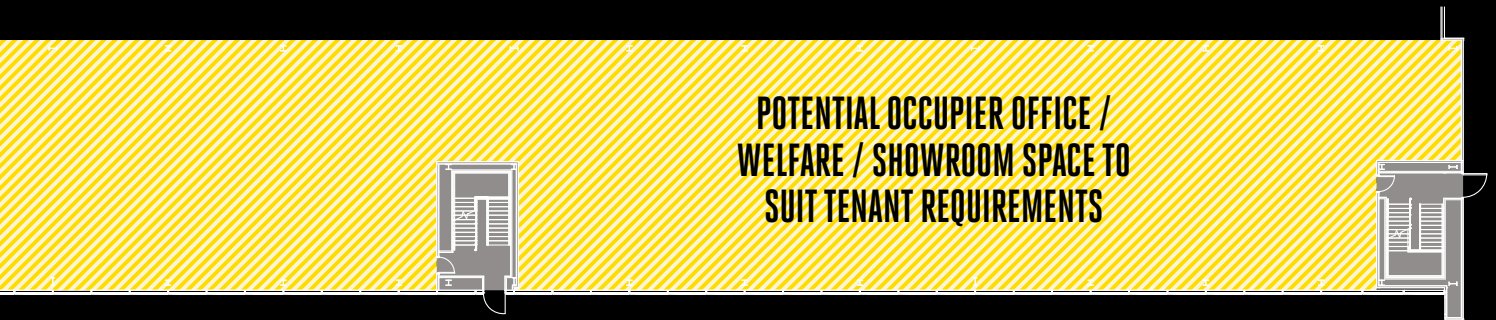 POTENTIAL OCCUPIER OFFICE /
WELFARE / SHOWROOM SPACE TO
SUIT TENANT REQUIREMENTS